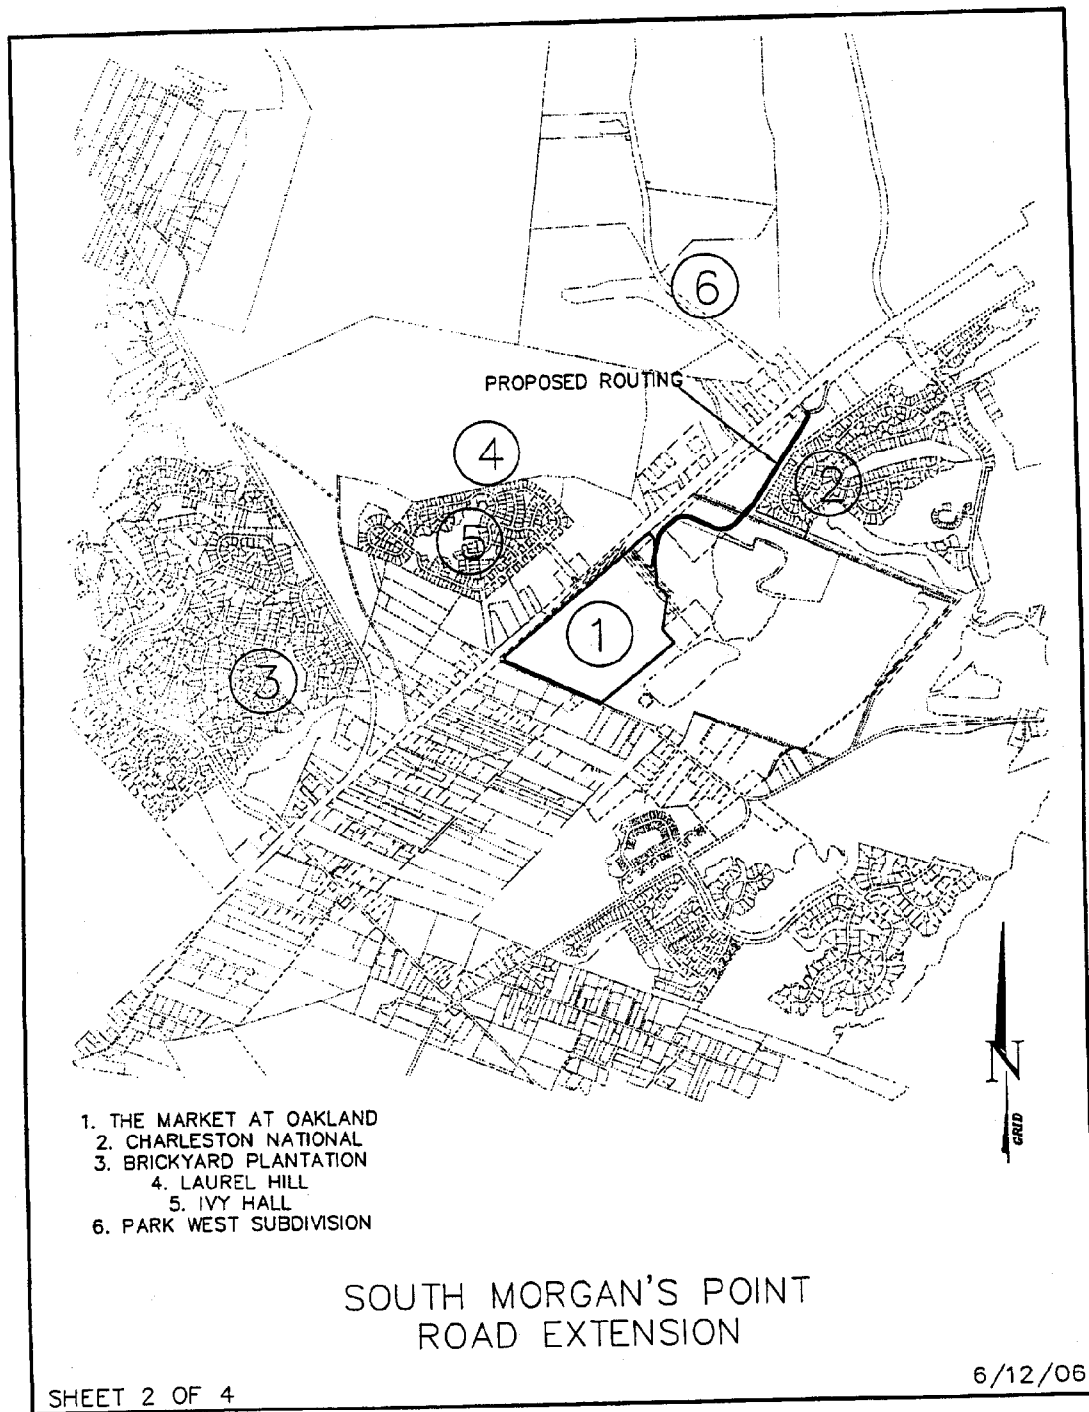 6
PROPOSED ROUTING
4
2
5
1
3
N
GRID
1. THE MARKET AT OAKLAND
2. CHARLESTON NATIONAL
3. BRICKYARD PLANTATION
4. LAUREL HILL
5. IVY HALL
6. PARK WEST SUBDIVISION
SOUTH MORGAN'S POINT
ROAD EXTENSION
SHEET 2 OF 4
6/12/06